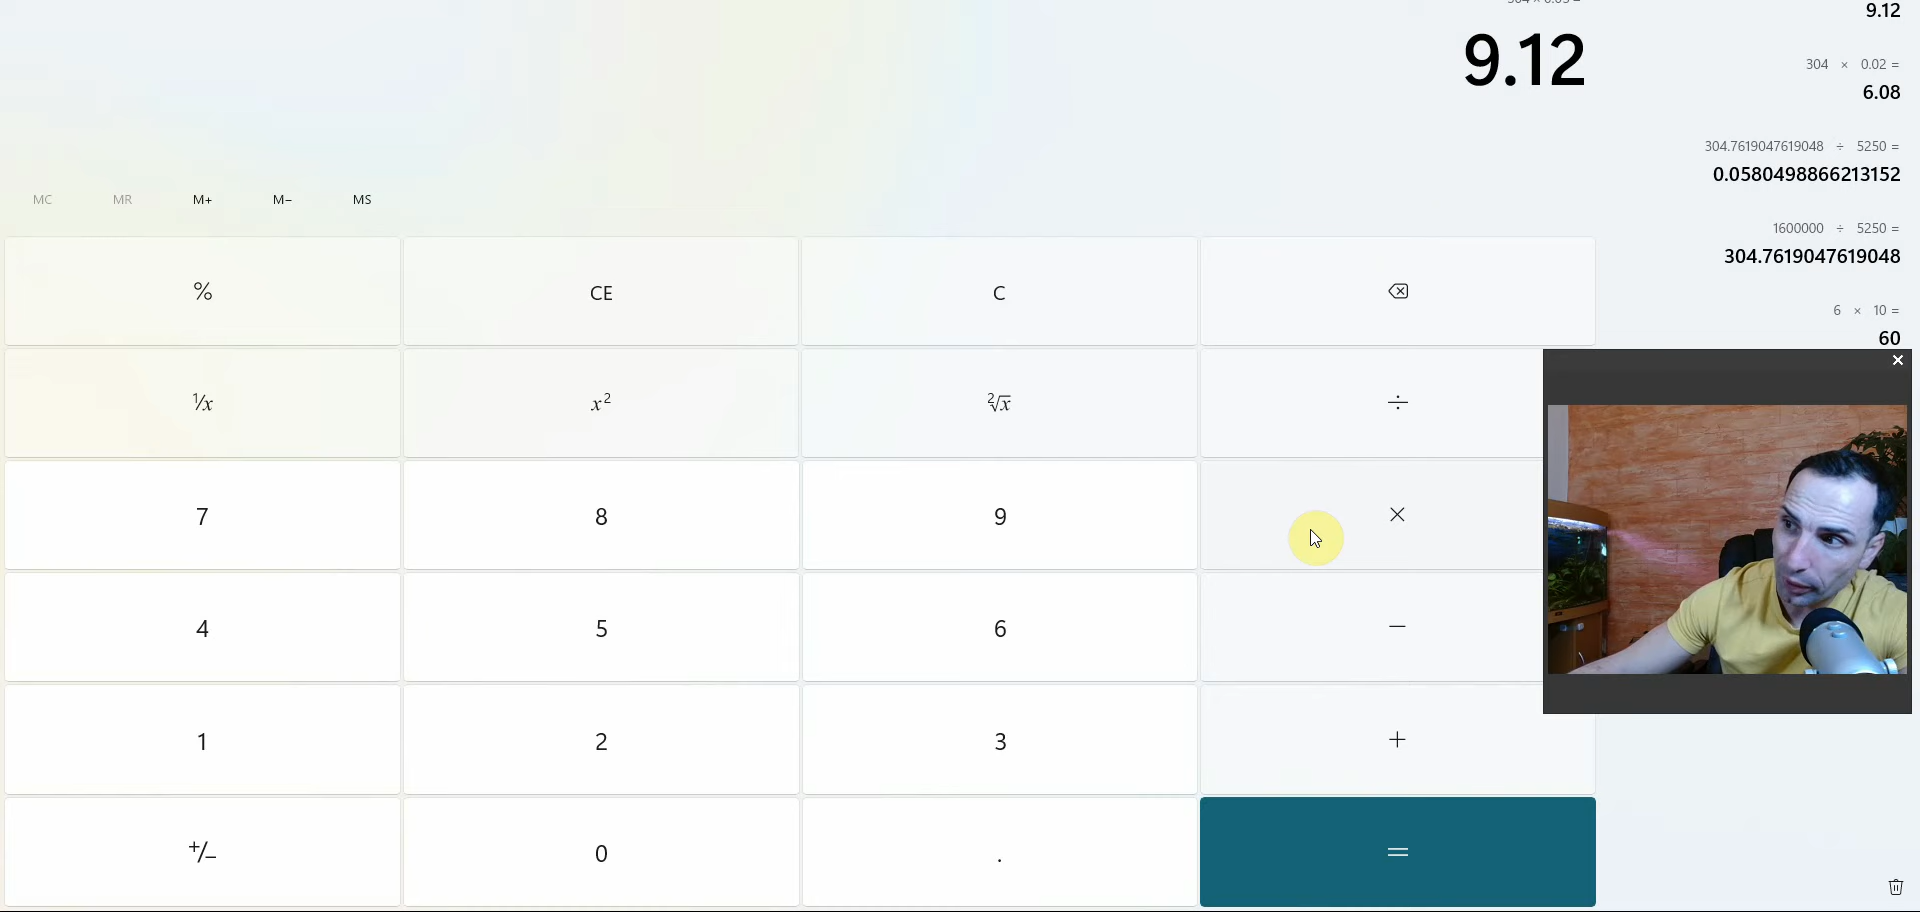 9.12
MC MR M+ M− MS
% CE C
⅟x x² ²√x ÷
7 8 9 ×
4 5 6 −
1 2 3 +
+/− 0 . =
9.12
304 × 0.02 =
6.08
304.7619047619048 ÷ 5250 =
0.0580498866213152
1600000 ÷ 5250 =
304.7619047619048
6 × 10 =
60